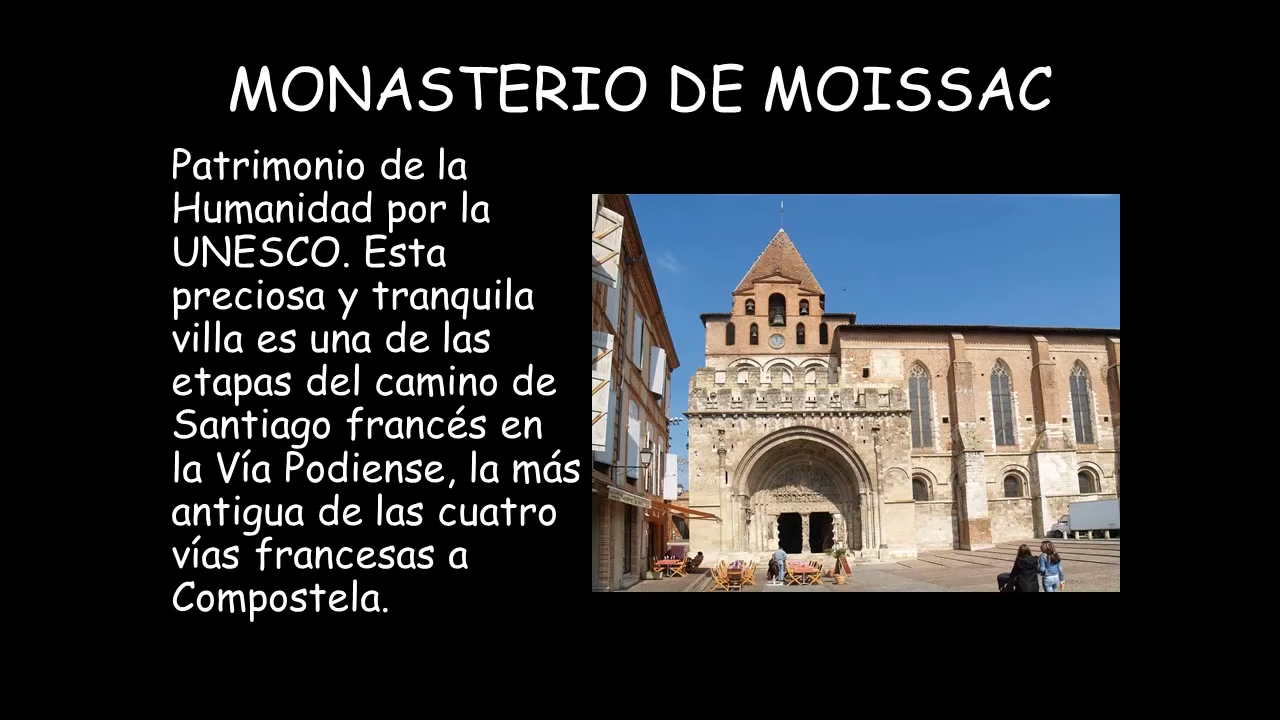 MONASTERIO DE MOISSAC
Patrimonio de la
Humanidad por la
UNESCO. Esta
preciosa y tranquila
villa es una de las
etapas del camino de
Santiago francés en
la Vía Podiense, la más
antigua de las cuatro
vías francesas a
Compostela.